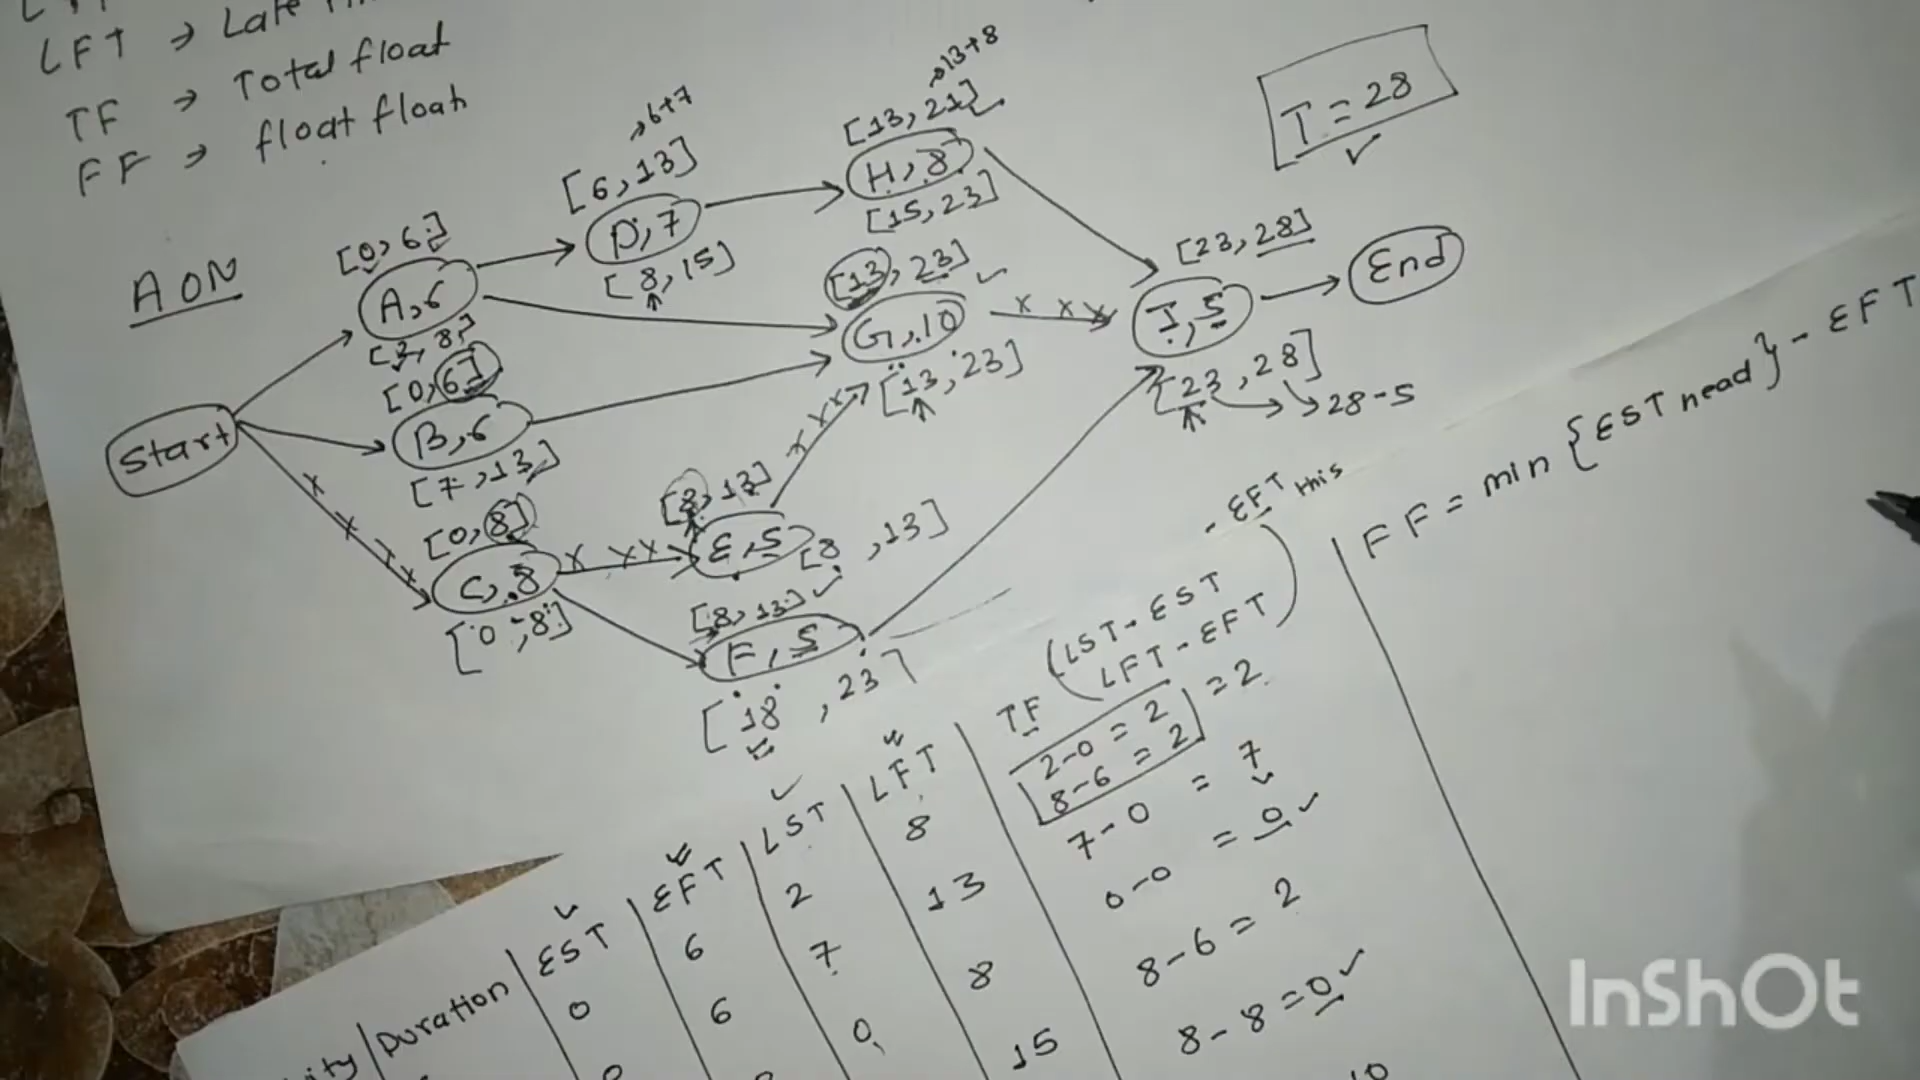 LFT → Late
TF → Total float
FF → float float
AON
Start
[0, 6]
A, 6
[2, 8]
[0, 6]
B, 6
[7, 13]
[0, 8]
C, 8
[0, 8]
→ 6+7
[6, 13]
D, 7
[8, 15]
→ 13+8
[13, 21]
H, 8
[15, 23]
[13, 23]
G, 10
[13, 23]
[8, 13]
E, 5
[8, 13]
[8, 13]
F, 5
[18, 23]
[23, 28]
I, 5
[23, 28]
→ 28-5
End
T = 28
- EFT this
FF = min {EST head} - EFT
TF (LST-EST
LFT-EFT)
Duration | EST | EFT | LST | LFT
0 6 2 8 2-0 = 2
8-6 = 2 = 2
6 7 13 7-0 = 7
0 8 0-0 = 0
15 8-6 = 2
8-8 = 0
10
InShOt